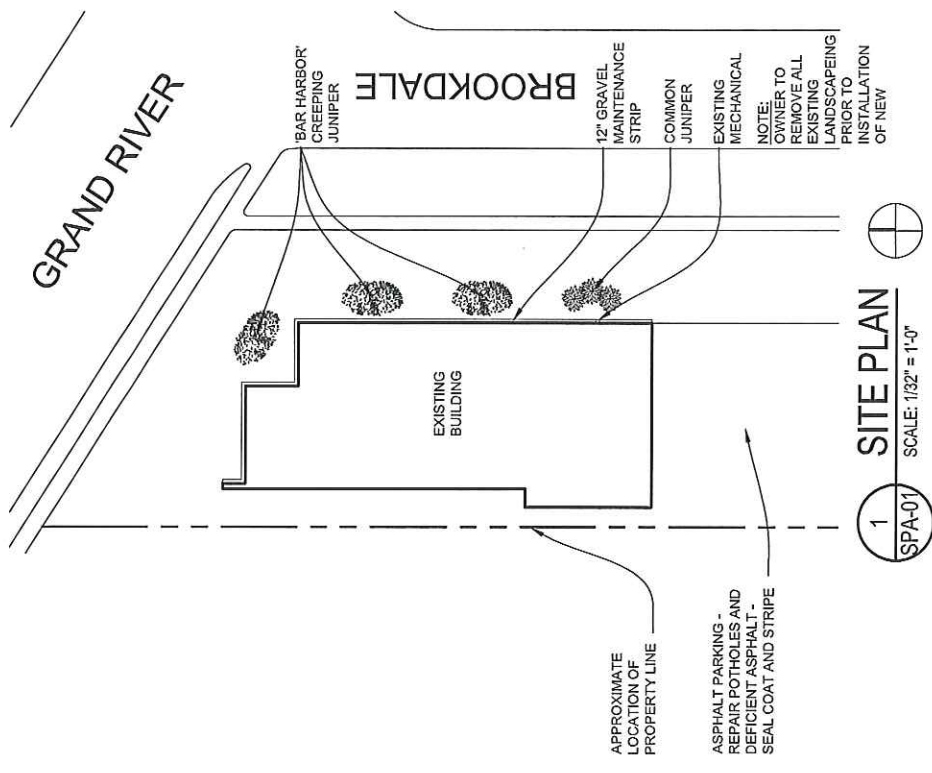 GRAND RIVER
BROOKDALE
'BAR HARBOR'
CREEPING
JUNIPER
12" GRAVEL
MAINTENANCE
STRIP
COMMON
JUNIPER
EXISTING
MECHANICAL
NOTE:
OWNER TO
REMOVE ALL
EXISTING
LANDSCAPEING
PRIOR TO
INSTALLATION
OF NEW
EXISTING
BUILDING
APPROXIMATE
LOCATION OF
PROPERTY LINE
ASPHALT PARKING -
REPAIR POTHOLES AND
DEFICIENT ASPHALT -
SEAL COAT AND STRIPE
1
SPA-01
SITE PLAN
SCALE: 1/32" = 1'-0"